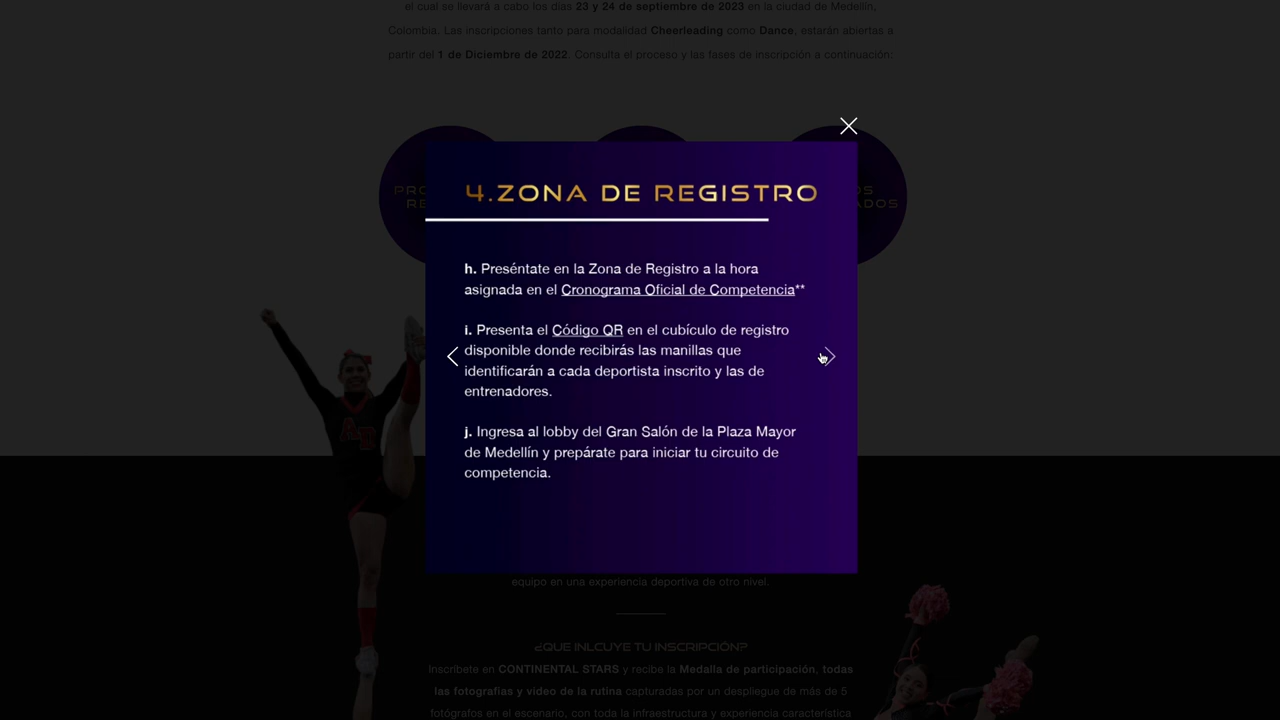 el cual se llevará a cabo los días 23 y 24 de septiembre de 2023 en la ciudad de Medellín,
Colombia. Las inscripciones tanto para modalidad Cheerleading como Dance, estarán abiertas a
partir del 1 de Diciembre de 2022. Consulta el proceso y las fases de inscripción a continuación:
4.ZONA DE REGISTRO
h. Preséntate en la Zona de Registro a la hora
asignada en el Cronograma Oficial de Competencia**
i. Presenta el Código QR en el cubículo de registro
disponible donde recibirás las manillas que
identificarán a cada deportista inscrito y las de
entrenadores.
j. Ingresa al lobby del Gran Salón de la Plaza Mayor
de Medellín y prepárate para iniciar tu circuito de
competencia.
equipo en una experiencia deportiva de otro nivel.
¿QUE INLCUYE TU INSCRIPCIÓN?
Inscríbete en CONTINENTAL STARS y recibe la Medalla de participación, todas
las fotografías y video de la rutina capturadas por un despliegue de más de 5
fotógrafos en el escenario, con toda la infraestructura y experiencia característica